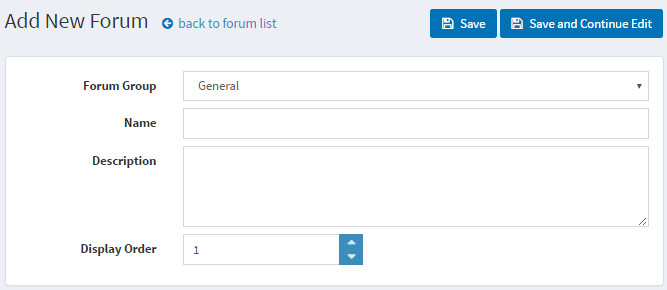 Add New Forum back to forum list Save Save and Continue Edit
Forum Group General
Name
Description
Display Order 1